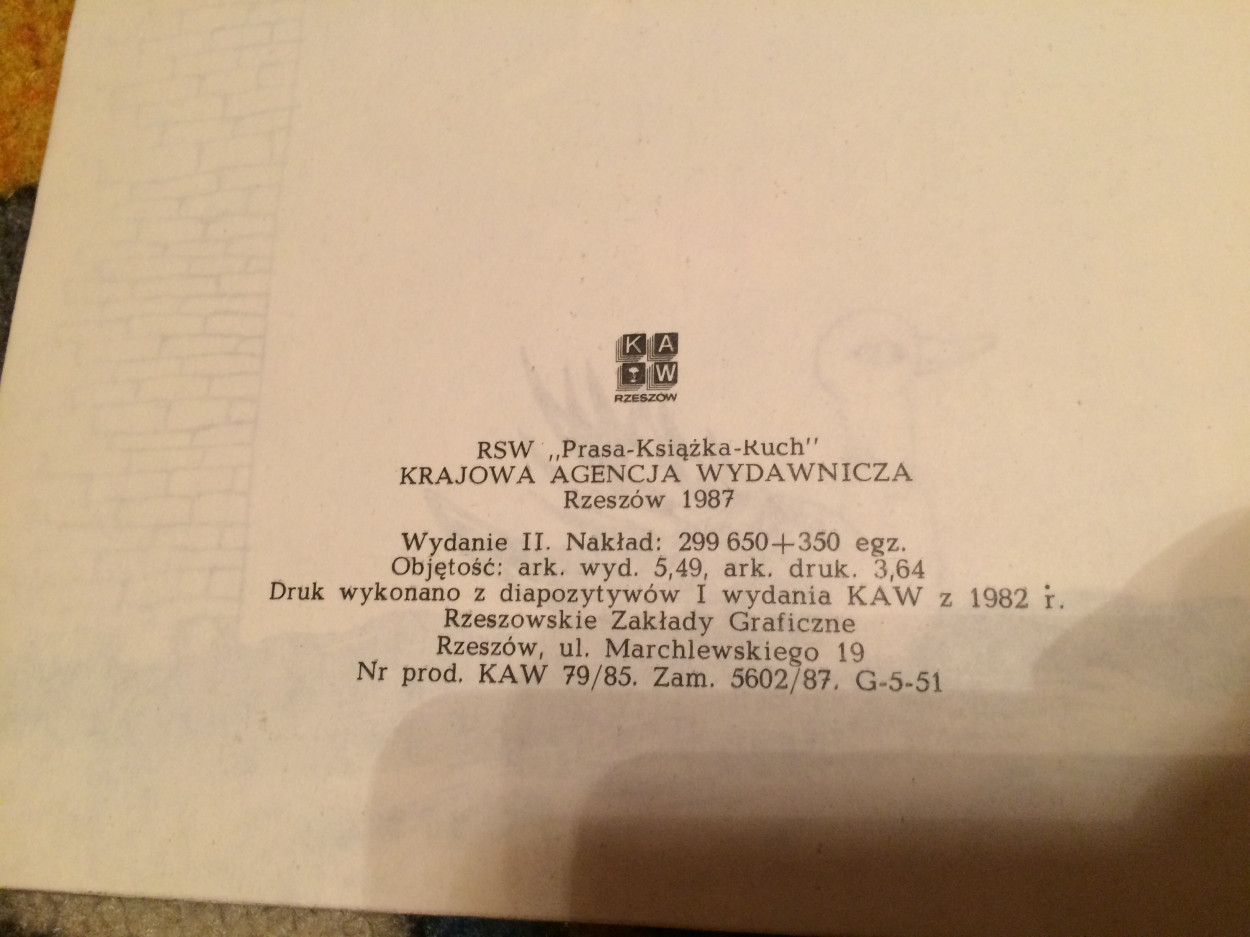 K A
W
RZESZÓW
RSW „Prasa-Książka-Ruch"
KRAJOWA AGENCJA WYDAWNICZA
Rzeszów 1987
Wydanie II. Nakład: 299 650+350 egz.
Objętość: ark. wyd. 5,49, ark. druk. 3,64
Druk wykonano z diapozytywów I wydania KAW z 1982 r.
Rzeszowskie Zakłady Graficzne
Rzeszów, ul. Marchlewskiego 19
Nr prod. KAW 79/85. Zam. 5602/87. G-5-51